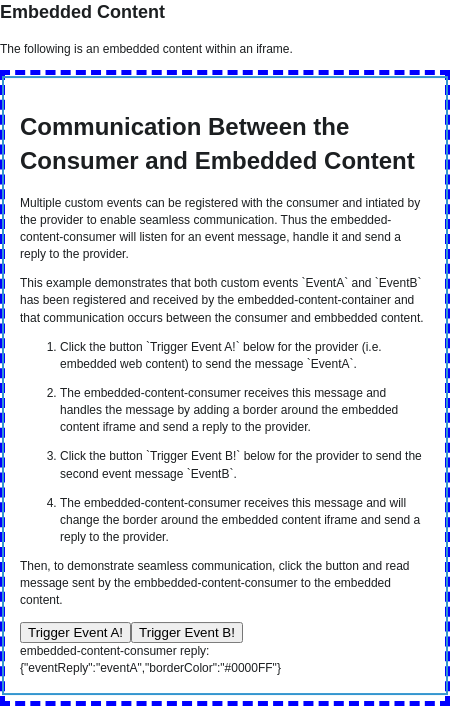 Embedded Content
The following is an embedded content within an iframe.
Communication Between the
Consumer and Embedded Content
Multiple custom events can be registered with the consumer and intiated by
the provider to enable seamless communication. Thus the embedded-
content-consumer will listen for an event message, handle it and send a
reply to the provider.
This example demonstrates that both custom events `EventA` and `EventB`
has been registered and received by the embedded-content-container and
that communication occurs between the consumer and embbedded content.
1. Click the button `Trigger Event A!` below for the provider (i.e.
embedded web content) to send the message `EventA`.
2. The embedded-content-consumer receives this message and
handles the message by adding a border around the embedded
content iframe and send a reply to the provider.
3. Click the button `Trigger Event B!` below for the provider to send the
second event message `EventB`.
4. The embedded-content-consumer receives this message and will
change the border around the embedded content iframe and send a
reply to the provider.
Then, to demonstrate seamless communication, click the button and read
message sent by the embbedded-content-consumer to the embedded
content.
Trigger Event A! Trigger Event B!
embedded-content-consumer reply:
{"eventReply":"eventA","borderColor":"#0000FF"}